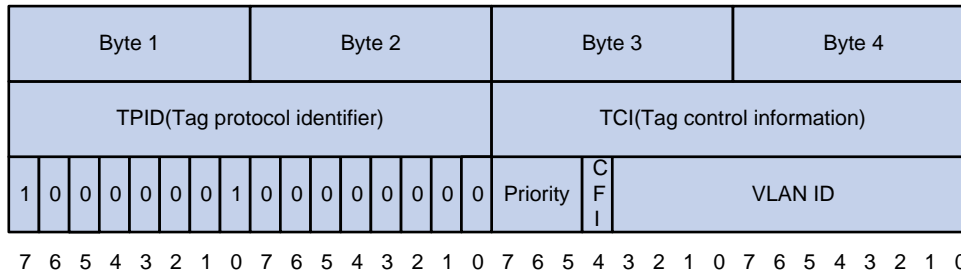 Byte 1 Byte 2 Byte 3 Byte 4
TPID(Tag protocol identifier) TCI(Tag control information)
1 0 0 0 0 0 0 1 0 0 0 0 0 0 0 0 Priority CFI VLAN ID
7 6 5 4 3 2 1 0 7 6 5 4 3 2 1 0 7 6 5 4 3 2 1 0 7 6 5 4 3 2 1 0